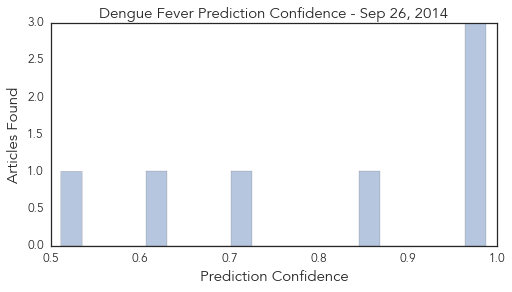 Dengue Fever Prediction Confidence - Sep 26, 2014
3.0
2.5
2.0
1.5
1.0
0.5
0.0
Articles Found
0.5 0.6 0.7 0.8 0.9 1.0
Prediction Confidence